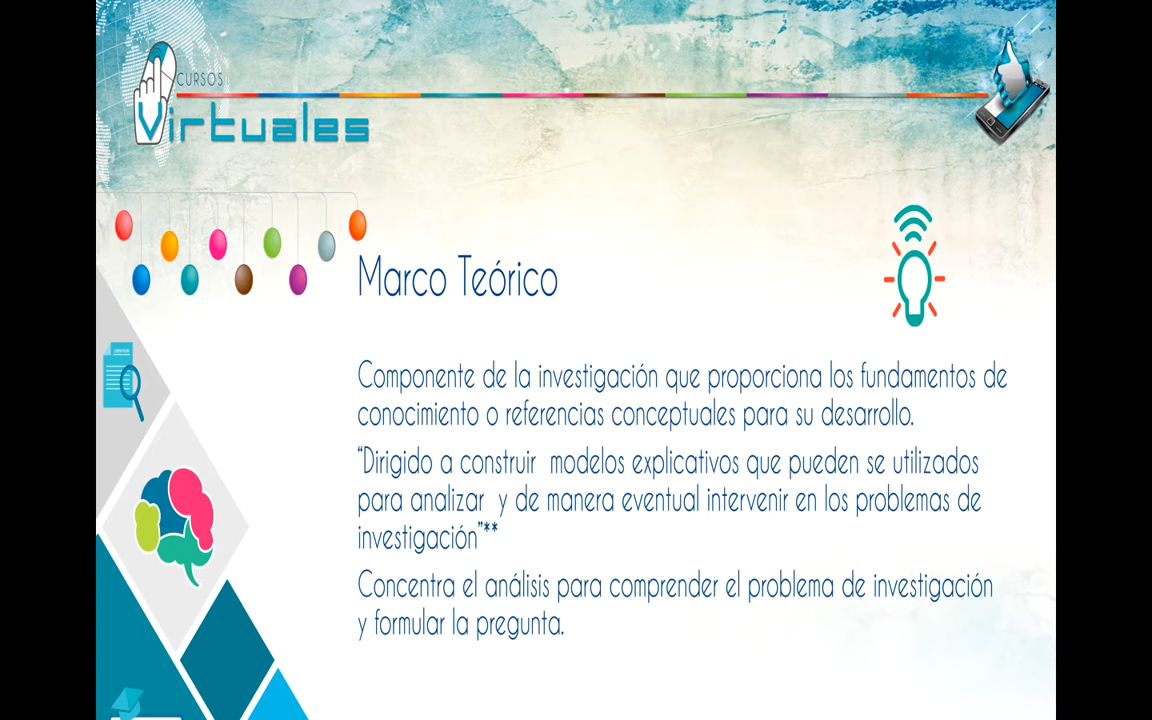 CURSOS
Virtuales
Marco Teórico
Componente de la investigación que proporciona los fundamentos de
conocimiento o referencias conceptuales para su desarrollo.
“Dirigido a construir modelos explicativos que pueden se utilizados
para analizar y de manera eventual intervenir en los problemas de
investigación”**
Concentra el análisis para comprender el problema de investigación
y formular la pregunta.